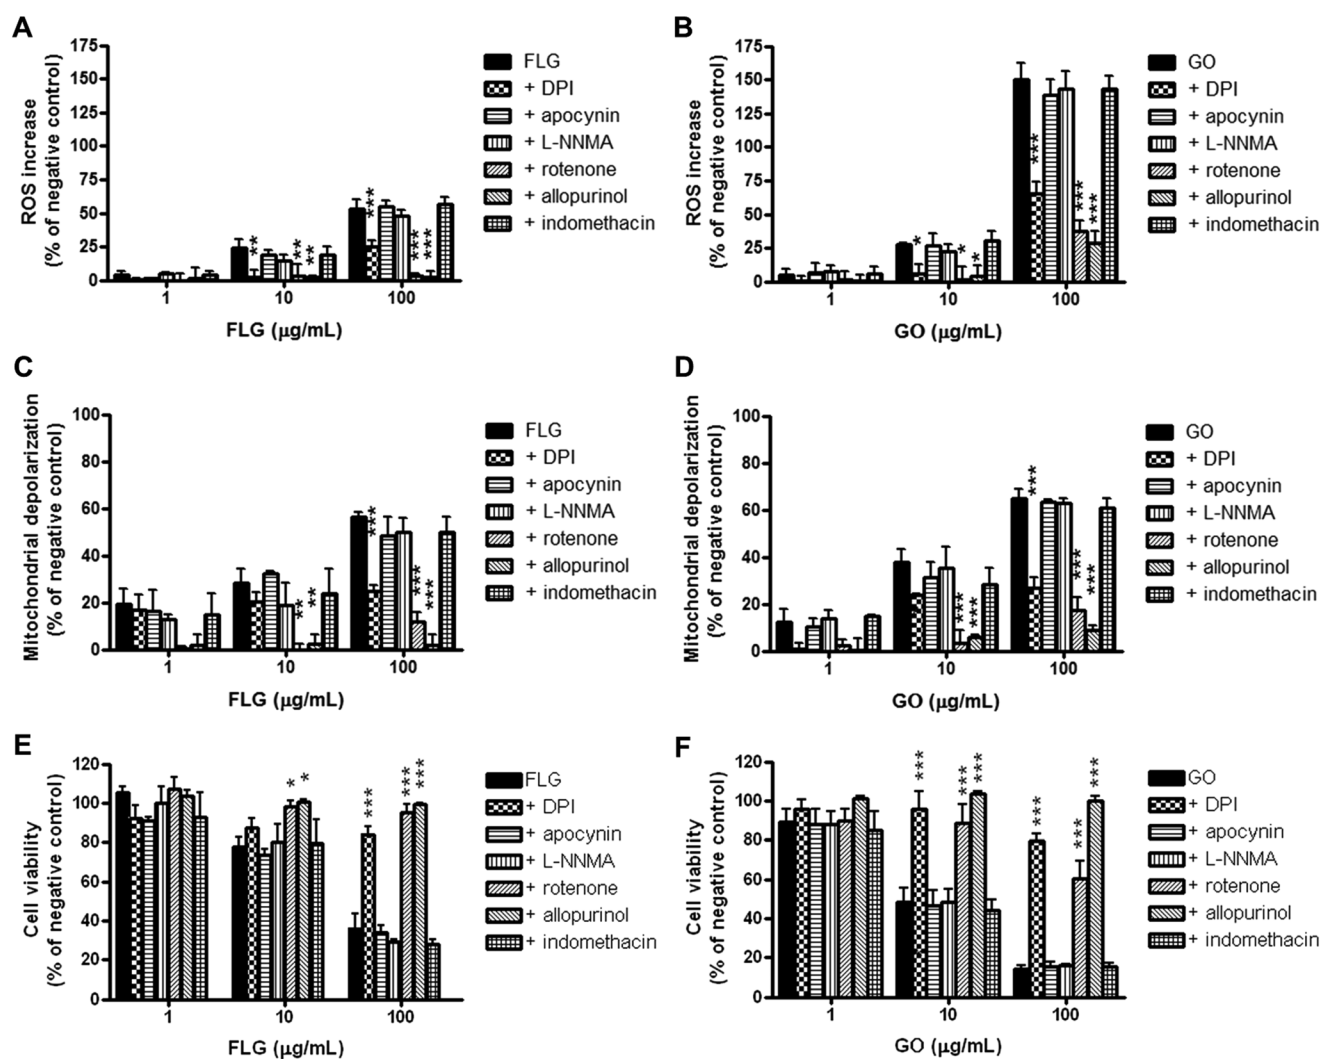 A
ROS increase
(% of negative control)
175
150
125
100
75
50
25
0
** ** ** *** *** ***
1 10 100
FLG (µg/mL)
FLG
+ DPI
+ apocynin
+ L-NNMA
+ rotenone
+ allopurinol
+ indomethacin
B
ROS increase
(% of negative control)
175
150
125
100
75
50
25
0
* * * *** *** ***
1 10 100
GO (µg/mL)
GO
+ DPI
+ apocynin
+ L-NNMA
+ rotenone
+ allopurinol
+ indomethacin
C
Mitochondrial depolarization
(% of negative control)
100
80
60
40
20
0
** ** *** *** ***
1 10 100
FLG (µg/mL)
FLG
+ DPI
+ apocynin
+ L-NNMA
+ rotenone
+ allopurinol
+ indomethacin
D
Mitochondrial depolarization
(% of negative control)
100
80
60
40
20
0
*** *** *** *** ***
1 10 100
GO (µg/mL)
GO
+ DPI
+ apocynin
+ L-NNMA
+ rotenone
+ allopurinol
+ indomethacin
E
Cell viability
(% of negative control)
120
100
80
60
40
20
0
* * *** *** ***
1 10 100
FLG (µg/mL)
FLG
+ DPI
+ apocynin
+ L-NNMA
+ rotenone
+ allopurinol
+ indomethacin
F
Cell viability
(% of negative control)
120
100
80
60
40
20
0
*** *** *** *** *** ***
1 10 100
GO (µg/mL)
GO
+ DPI
+ apocynin
+ L-NNMA
+ rotenone
+ allopurinol
+ indomethacin